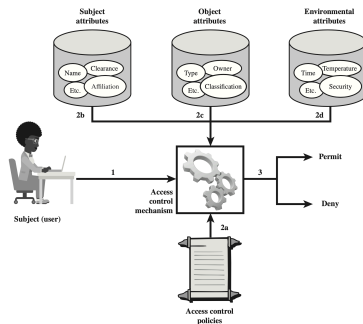 Subject
attributes
Object
attributes
Environmental
attributes
Clearance
Name
Etc.
Affiliation
Owner
Type
Etc.
Classification
Temperature
Time
Etc.
Security
2b
2c
2d
1
3
Permit
Deny
Access
control
mechanism
Subject (user)
2a
Access control
policies